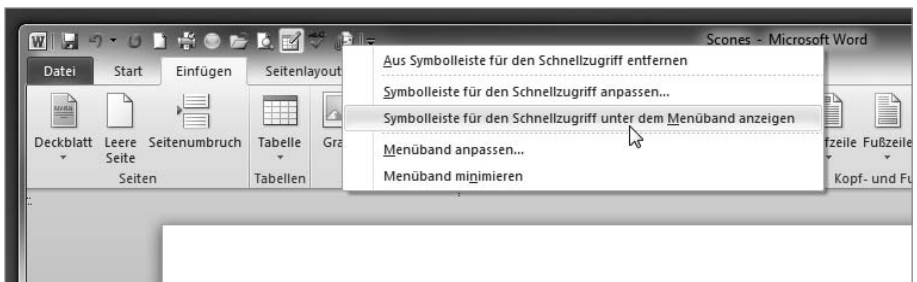 W
Scones - Microsoft Word
Datei Start Einfügen Seitenlayout
Aus Symbolleiste für den Schnellzugriff entfernen
Symbolleiste für den Schnellzugriff anpassen...
Symbolleiste für den Schnellzugriff unter dem Menüband anzeigen
Menüband anpassen...
Menüband minimieren
Deckblatt Leere Seite Seitenumbruch Tabelle Gra fzeile Fußzeile
Seiten Tabellen Kopf- und Fu